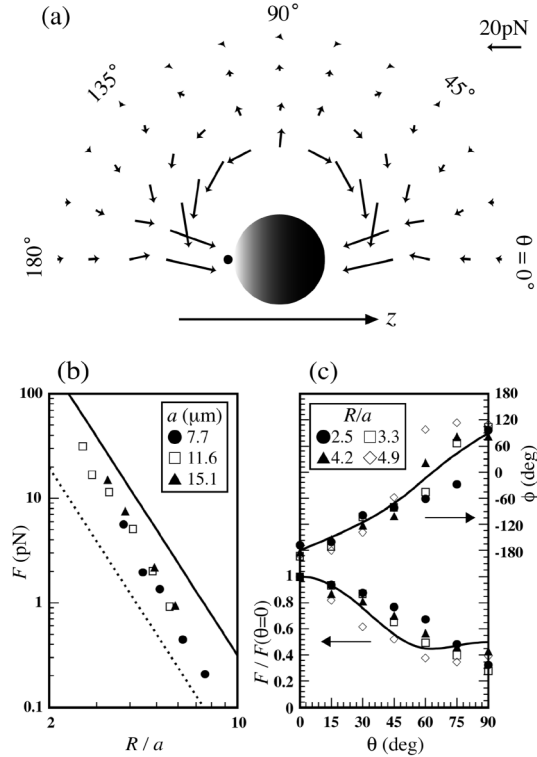 (a)
90°
20pN
135°
45°
180°
θ = 0°
z
(b)
(c)
100
10
1
0.1
F (pN)
a (μm)
7.7
11.6
15.1
2
10
R / a
R/a
2.5
3.3
4.2
4.9
180
120
60
0
-60
-120
-180
ϕ (deg)
1
0.8
0.6
0.4
0.2
0
F / F(θ=0)
0 15 30 45 60 75 90
θ (deg)